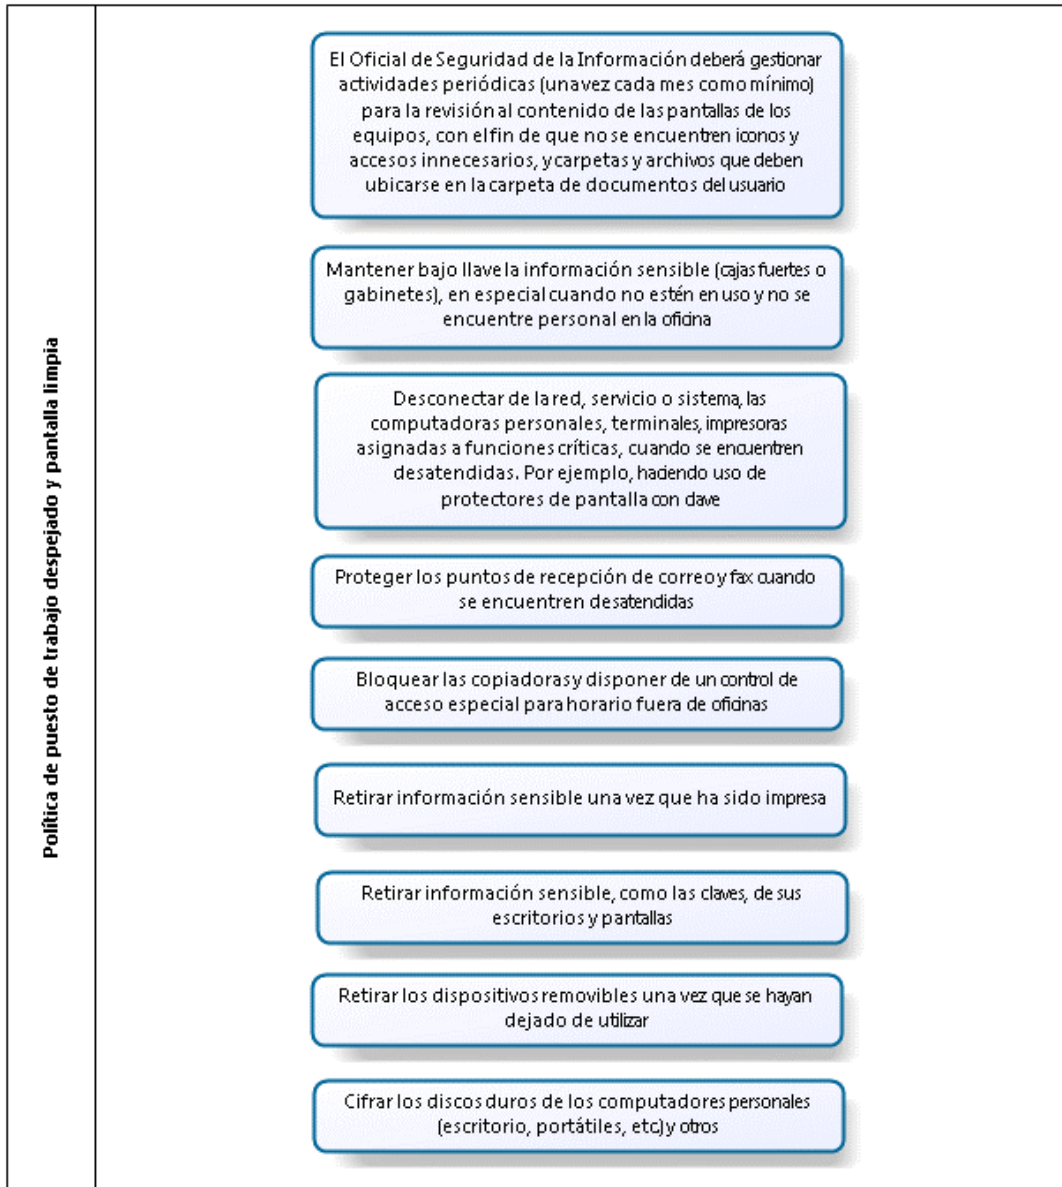 Política de puesto de trabajo despejado y pantalla limpia
El Oficial de Seguridad de la Información deberá gestionar
actividades periódicas (una vez cada mes como mínimo)
para la revisión al contenido de las pantallas de los
equipos, con el fin de que no se encuentren iconos y
accesos innecesarios, y carpetas y archivos que deben
ubicarse en la carpeta de documentos del usuario
Mantener bajo llave la información sensible (cajas fuertes o
gabinetes), en especial cuando no estén en uso y no se
encuentre personal en la oficina
Desconectar de la red, servicio o sistema, las
computadoras personales, terminales, impresoras
asignadas a funciones críticas, cuando se encuentren
desatendidas. Por ejemplo, haciendo uso de
protectores de pantalla con clave
Proteger los puntos de recepción de correo y fax cuando
se encuentren desatendidas
Bloquear las copiadoras y disponer de un control de
acceso especial para horario fuera de oficinas
Retirar información sensible una vez que ha sido impresa
Retirar información sensible, como las claves, de sus
escritorios y pantallas
Retirar los dispositivos removibles una vez que se hayan
dejado de utilizar
Cifrar los discos duros de los computadores personales
(escritorio, portátiles, etc) y otros